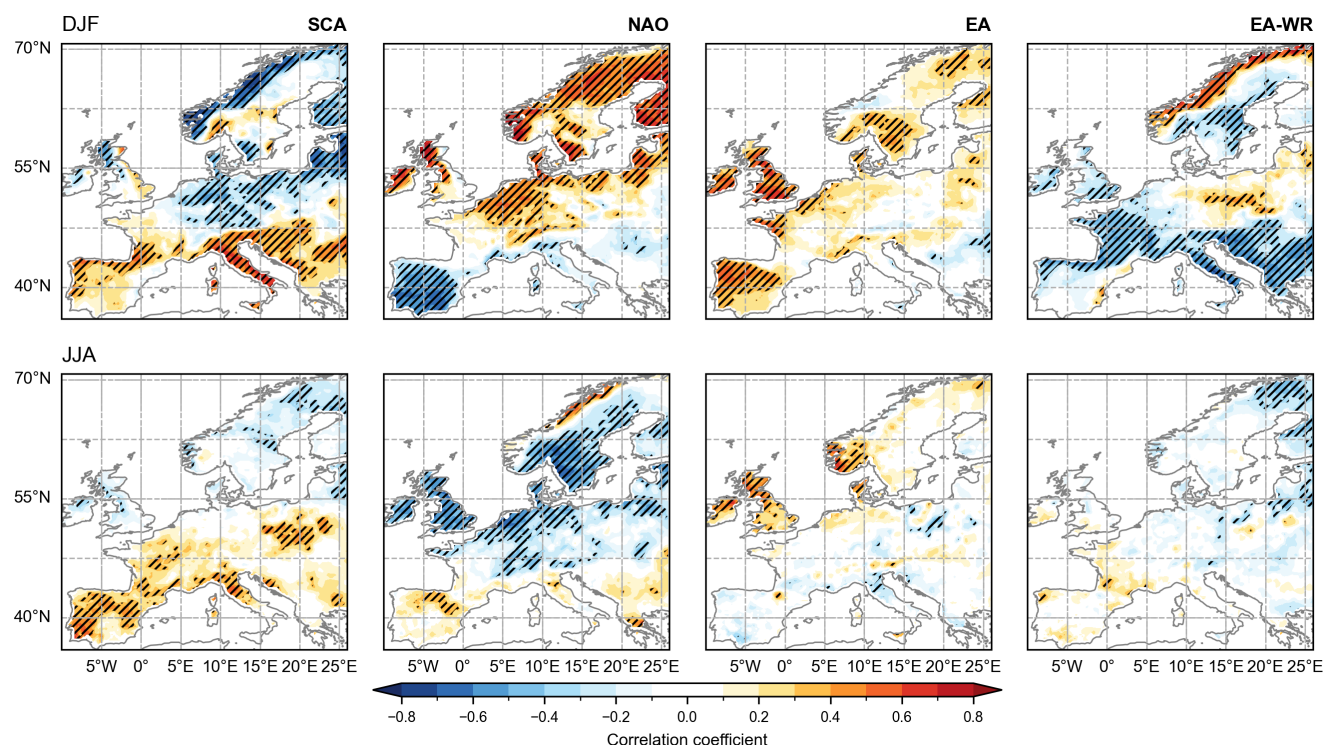 DJF SCA NAO EA EA-WR
70°N
55°N
40°N
JJA
70°N
55°N
40°N
5°W 0° 5°E 10°E 15°E 20°E 25°E 5°W 0° 5°E 10°E 15°E 20°E 25°E 5°W 0° 5°E 10°E 15°E 20°E 25°E 5°W 0° 5°E 10°E 15°E 20°E 25°E
−0.8 −0.6 −0.4 −0.2 0.0 0.2 0.4 0.6 0.8
Correlation coefficient